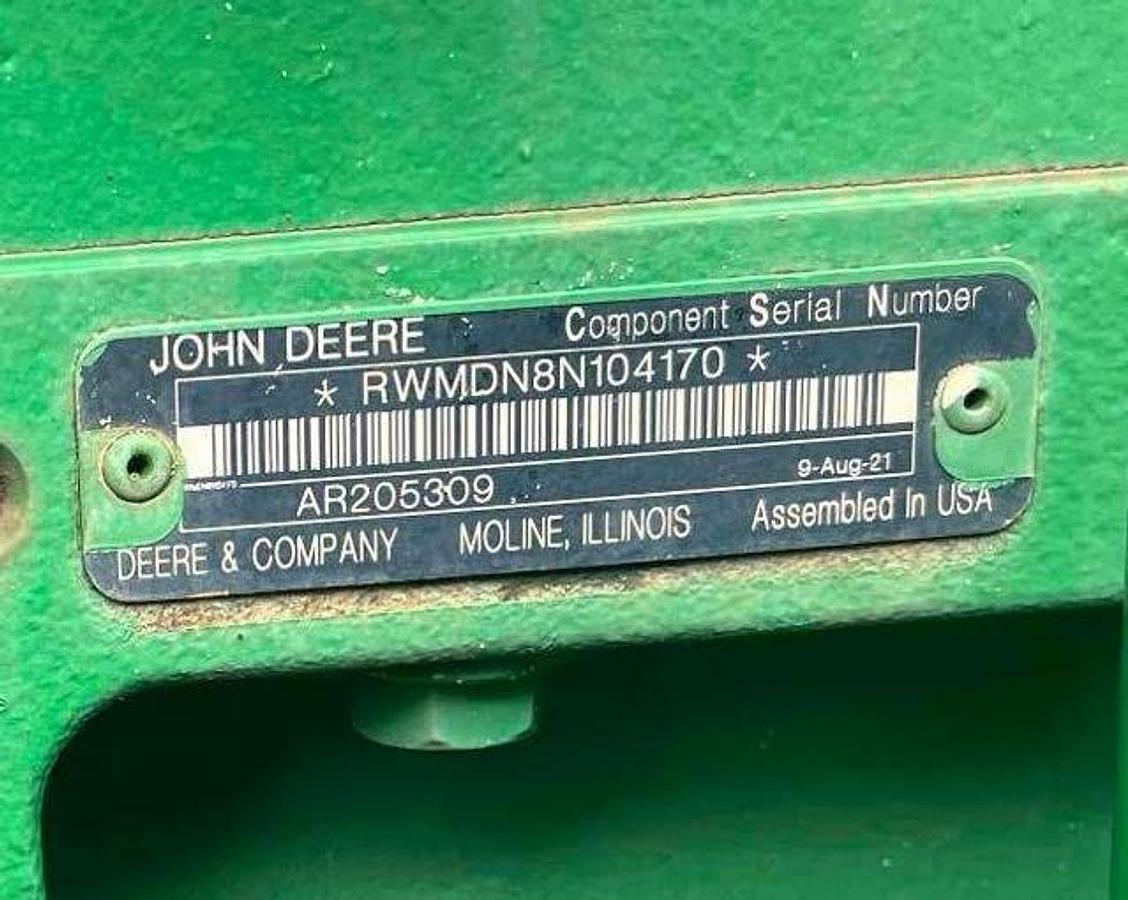 JOHN DEERE Component Serial Number
* RWMDN8N104170 *
AR205309 9-Aug-21
DEERE & COMPANY MOLINE, ILLINOIS Assembled In USA